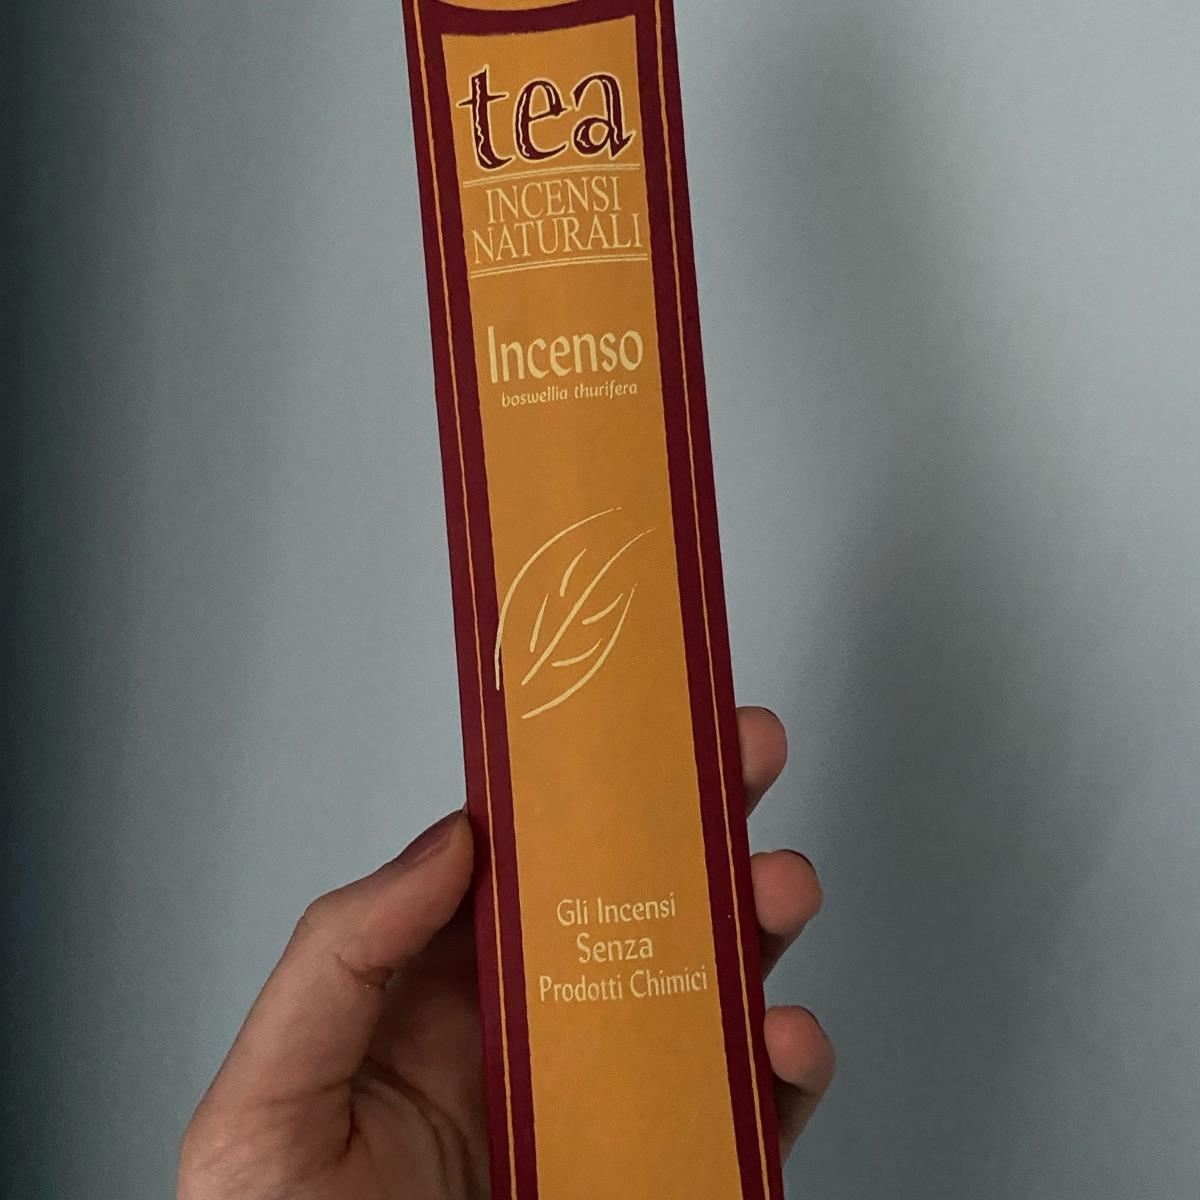 tea
INCENSI
NATURALI
Incenso
boswellia thurifera
Gli Incensi
Senza
Prodotti Chimici